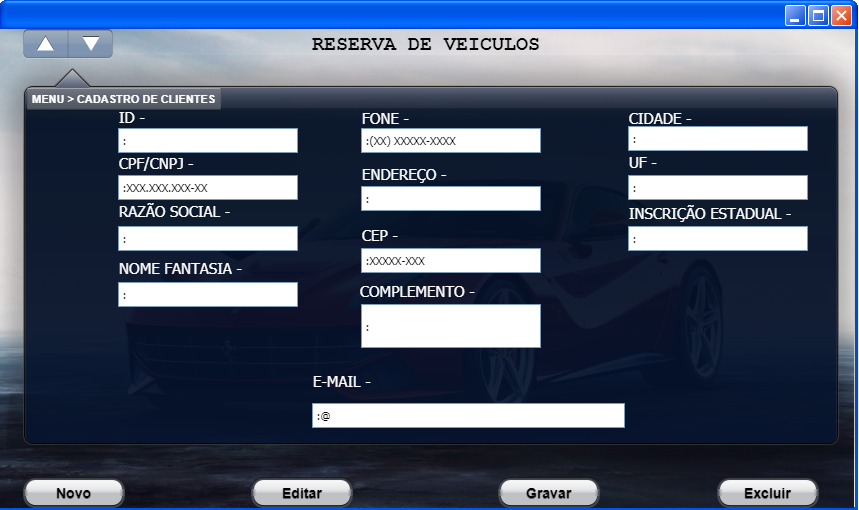 RESERVA DE VEICULOS
MENU > CADASTRO DE CLIENTES
ID -
:
CPF/CNPJ -
:XXX.XXX.XXX-XX
RAZÃO SOCIAL -
:
NOME FANTASIA -
:
FONE -
:(XX) XXXXX-XXXX
ENDEREÇO -
:
CEP -
:XXXXX-XXX
COMPLEMENTO -
:
CIDADE -
:
UF -
:
INSCRIÇÃO ESTADUAL -
:
E-MAIL -
:@
Novo
Editar
Gravar
Excluir